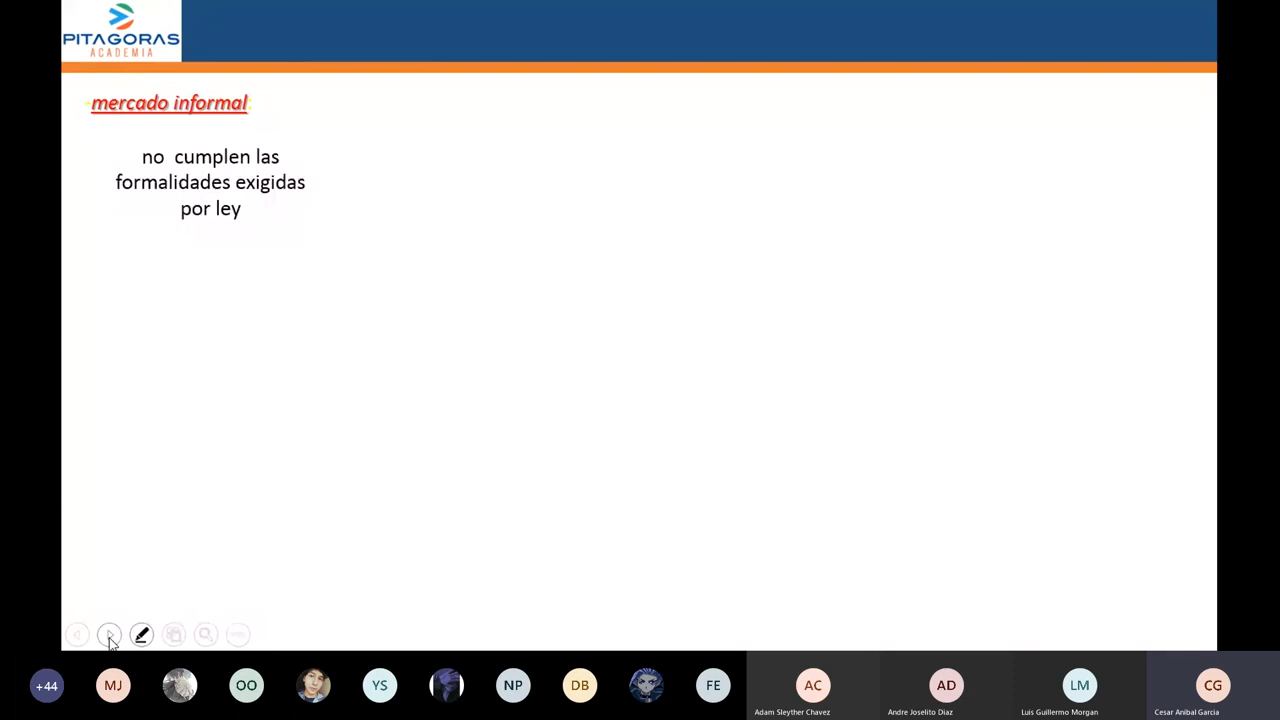 PITAGORAS
ACADEMIA
-mercado informal:
no cumplen las
formalidades exigidas
por ley
+44
MJ
OO
YS
NP
DB
FE
AC
AD
LM
CG
Adam Sleyther Chavez
Andre Joselito Diaz
Luis Guillermo Morgan
Cesar Anibal Garcia